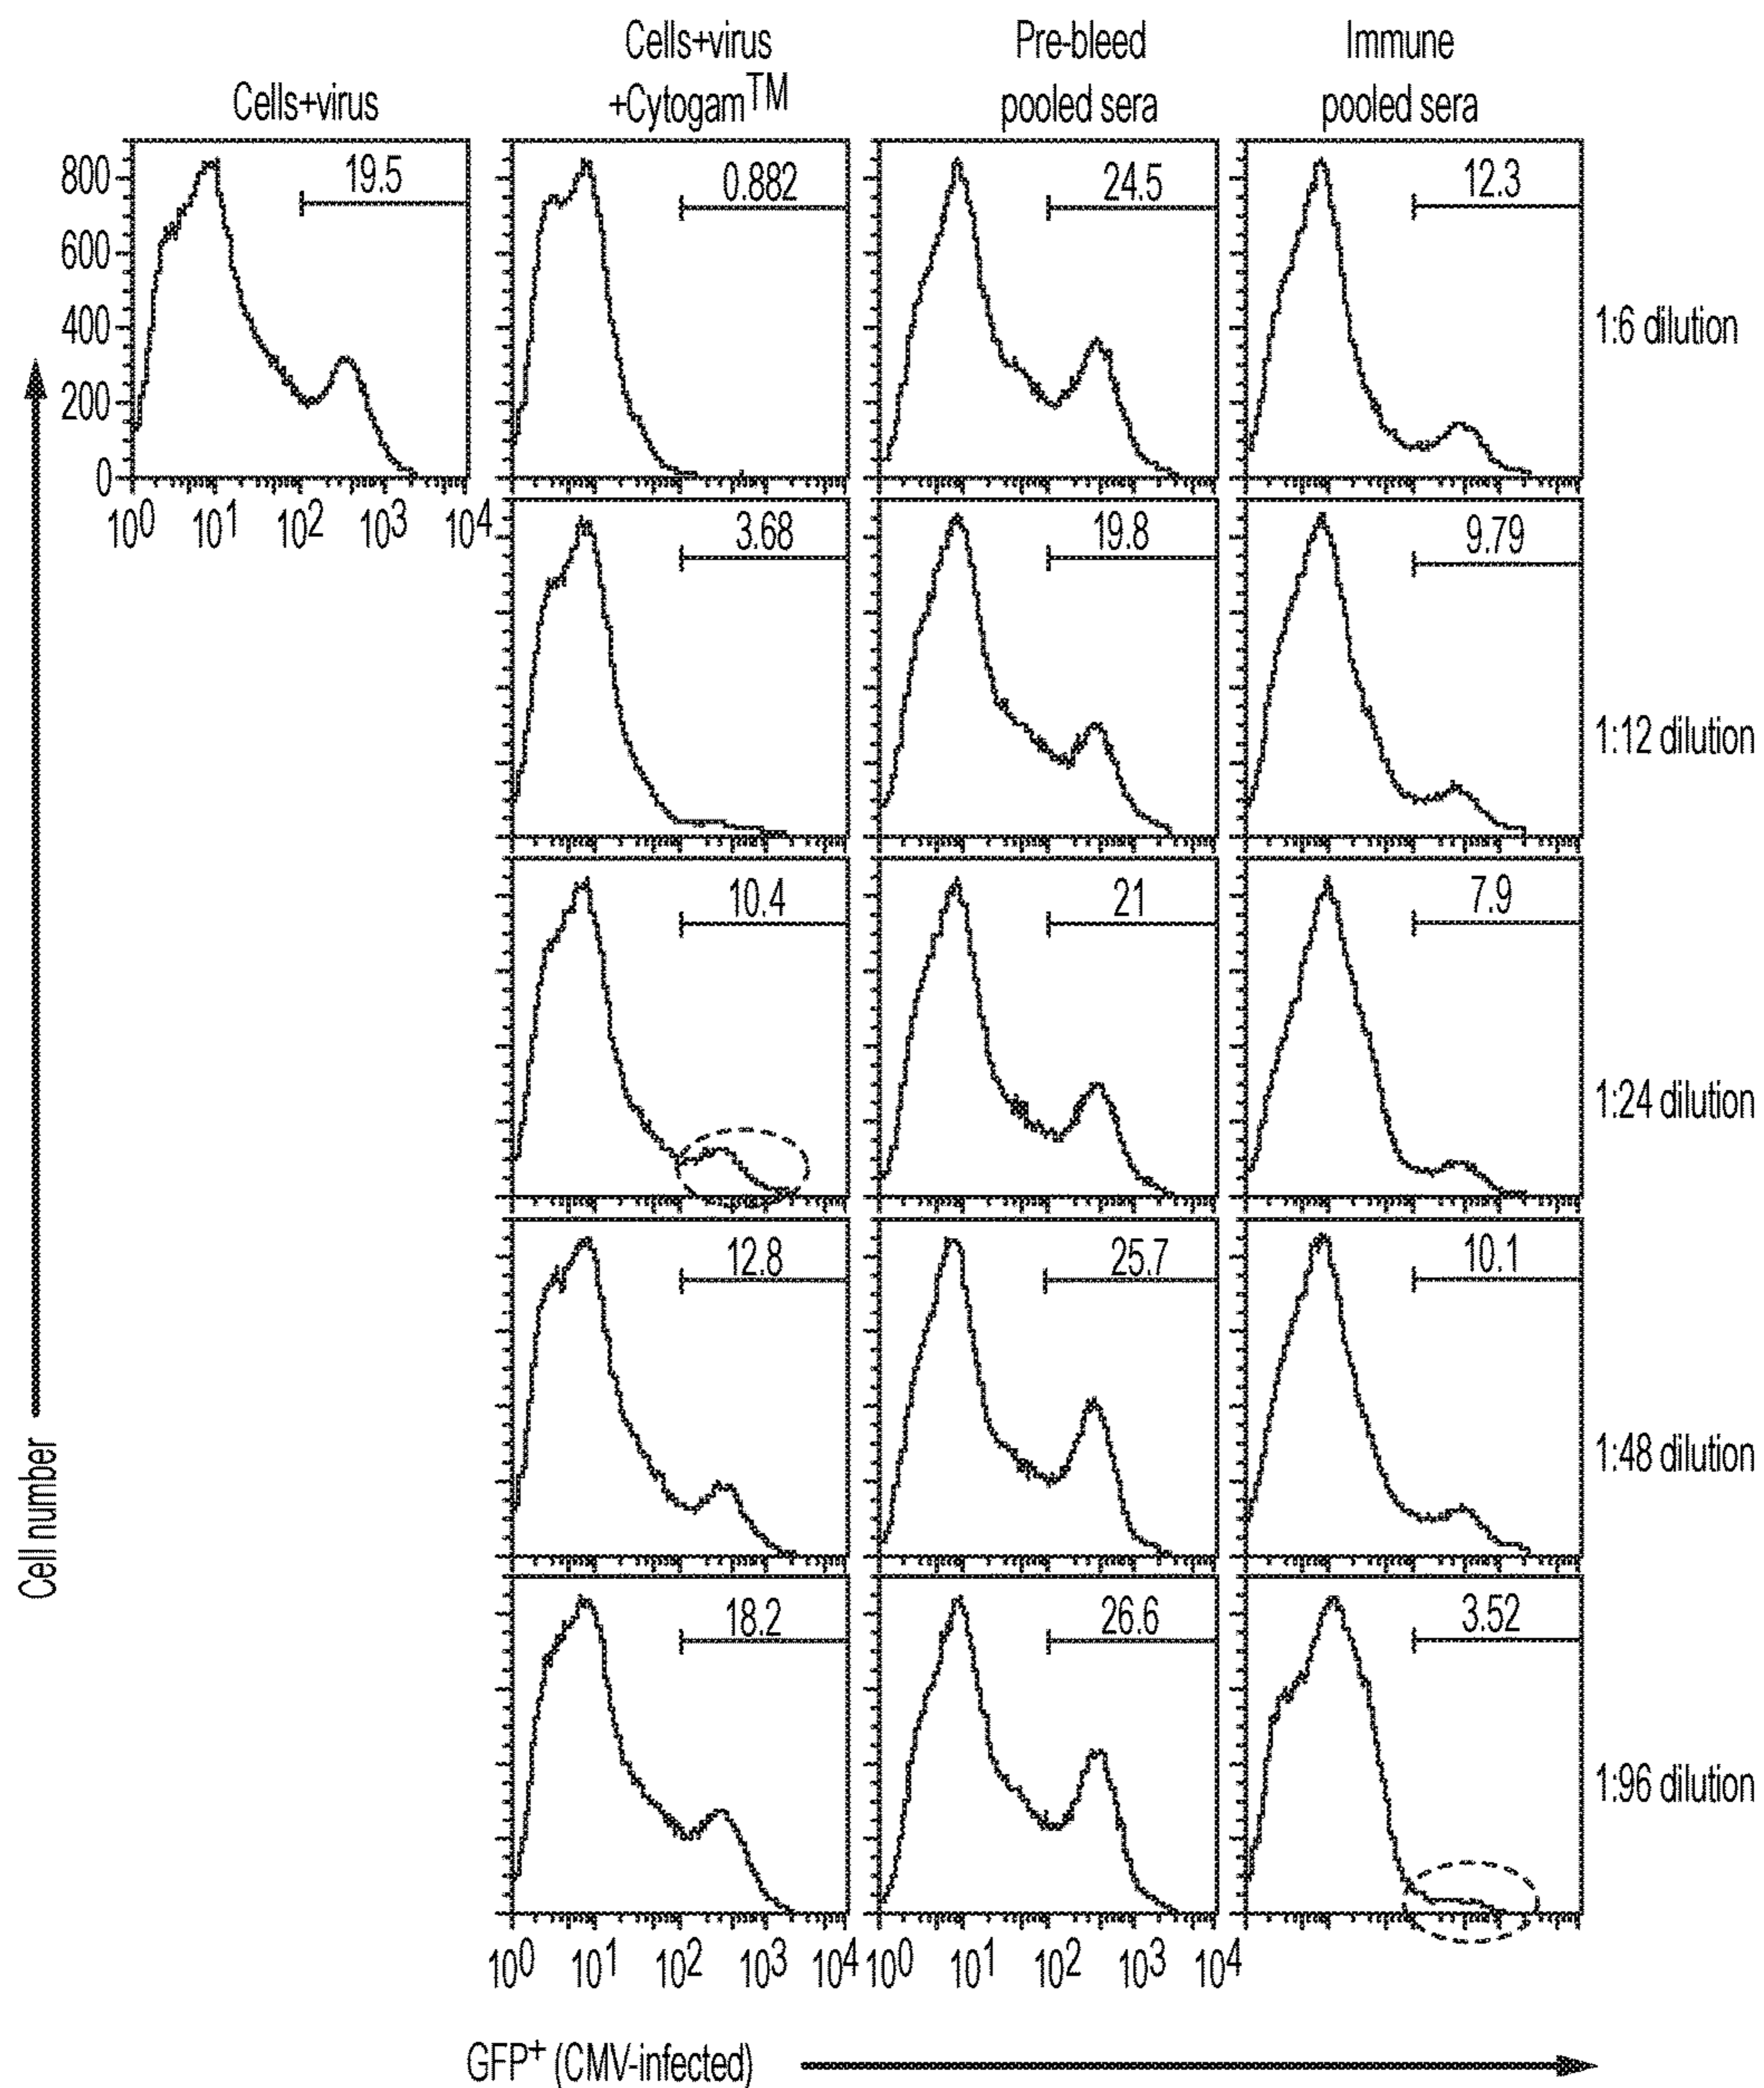 Cells+virus
Cells+virus
+Cytogam™
Pre-bleed
pooled sera
Immune
pooled sera
800
600
400
200
0
19.5
0.882
24.5
12.3
1:6 dilution
10⁰ 10¹ 10² 10³ 10⁴
3.68
19.8
9.79
1:12 dilution
10.4
21
7.9
1:24 dilution
12.8
25.7
10.1
1:48 dilution
18.2
26.6
3.52
1:96 dilution
10⁰ 10¹ 10² 10³ 10⁴
10⁰ 10¹ 10² 10³ 10⁴
Cell number
GFP⁺ (CMV-infected)